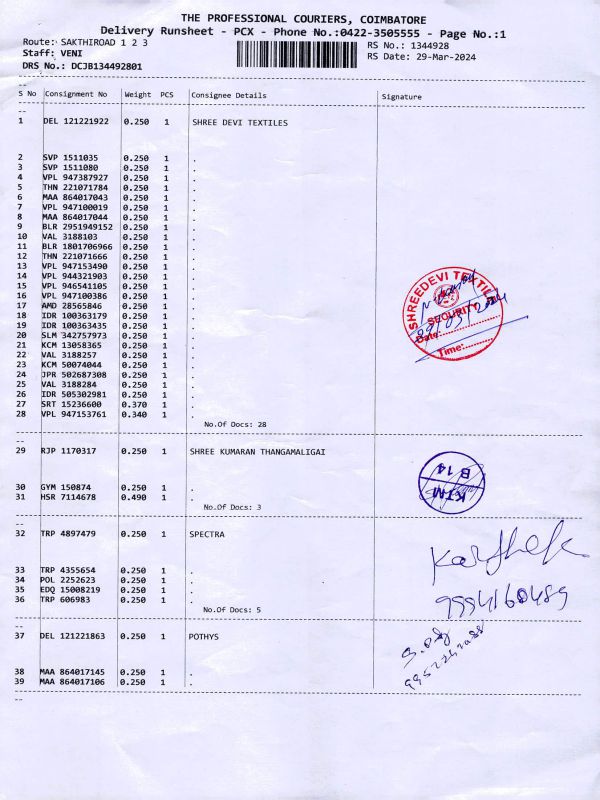 THE PROFESSIONAL COURIERS, COIMBATORE
Delivery Runsheet - PCX - Phone No.:0422-3505555 - Page No.:1
Route: SAKTHIROAD 1 2 3
RS No.: 1344928
Staff: VENI
RS Date: 29-Mar-2024
DRS No.: DCJB134492801
S No Consignment No Weight PCS Consignee Details Signature
1 DEL 121221922 0.250 1 SHREE DEVI TEXTILES
2 SVP 1511035 0.250 1 .
3 SVP 1511080 0.250 1 .
4 VPL 947387927 0.250 1 .
5 THN 221071784 0.250 1 .
6 MAA 864017043 0.250 1 .
7 VPL 947100019 0.250 1 .
8 MAA 864017044 0.250 1 .
9 BLR 2951949152 0.250 1 .
10 VAL 3188103 0.250 1 .
11 BLR 1801706966 0.250 1 .
12 THN 221071666 0.250 1 .
13 VPL 947153490 0.250 1 .
14 VPL 944321903 0.250 1 .
15 VPL 946541105 0.250 1 .
16 VPL 947100386 0.250 1 .
17 AMD 28565846 0.250 1 .
18 IDR 100363179 0.250 1 .
19 IDR 100363435 0.250 1 .
20 SLM 342757973 0.250 1 .
21 KCM 13058365 0.250 1 .
22 VAL 3188257 0.250 1 .
23 KCM 50074044 0.250 1 .
24 JPR 502687308 0.250 1 .
25 VAL 3188284 0.250 1 .
26 IDR 505302981 0.250 1 .
27 SRT 15236600 0.370 1 .
28 VPL 947153761 0.340 1 .
No.Of Docs: 28
SHREEDEVI TEXTILE
SECURITY
Date:
Time:
29 RJP 1170317 0.250 1 SHREE KUMARAN THANGAMALIGAI
30 GYM 150874 0.250 1 .
31 HSR 7114678 0.490 1 .
No.Of Docs: 3
KTM
B 14
32 TRP 4897479 0.250 1 SPECTRA
33 TRP 4355654 0.250 1 .
34 POL 2252623 0.250 1 .
35 EDQ 15008219 0.250 1 .
36 TRP 606983 0.250 1 .
No.Of Docs: 5
Karthek
37 DEL 121221863 0.250 1 POTHYS
38 MAA 864017145 0.250 1 .
39 MAA 864017106 0.250 1 .